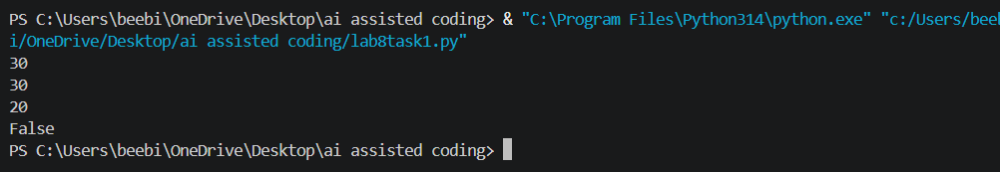 PS C:\Users\beebi\OneDrive\Desktop\ai assisted coding> & "C:\Program Files\Python314\python.exe" "c:/Users/beeb
i/OneDrive/Desktop/ai assisted coding/lab8task1.py"
30
30
20
False
PS C:\Users\beebi\OneDrive\Desktop\ai assisted coding>